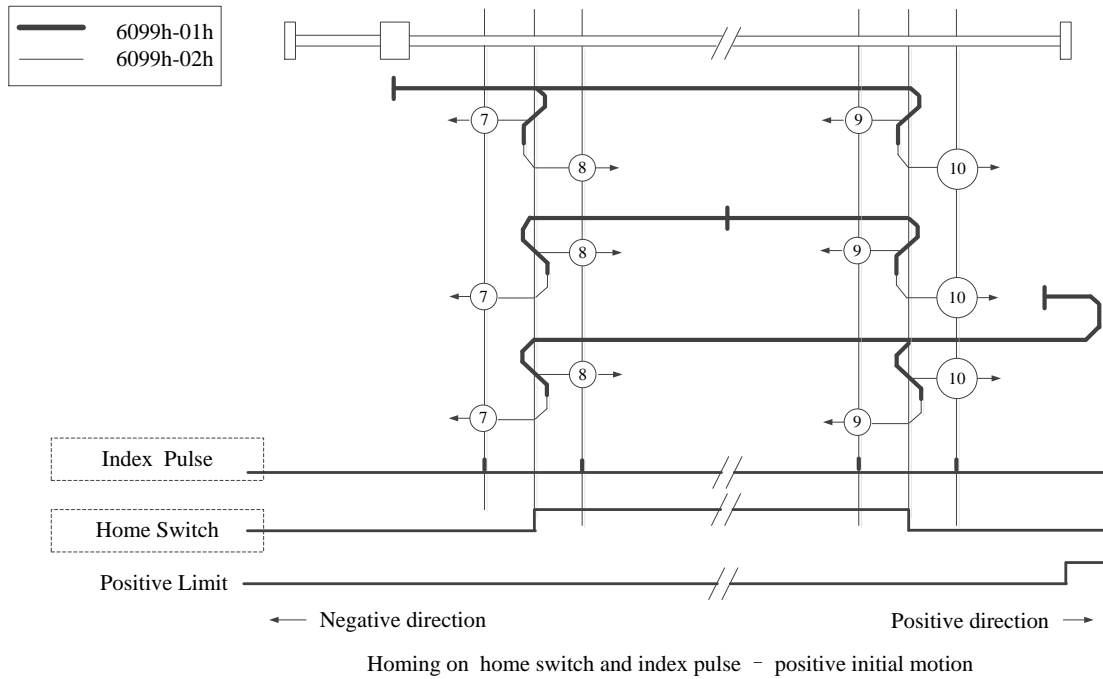 6099h-01h
6099h-02h
7
9
8
10
8
9
7
10
8
10
7
9
Index Pulse
Home Switch
Positive Limit
Negative direction
Positive direction
Homing on home switch and index pulse - positive initial motion